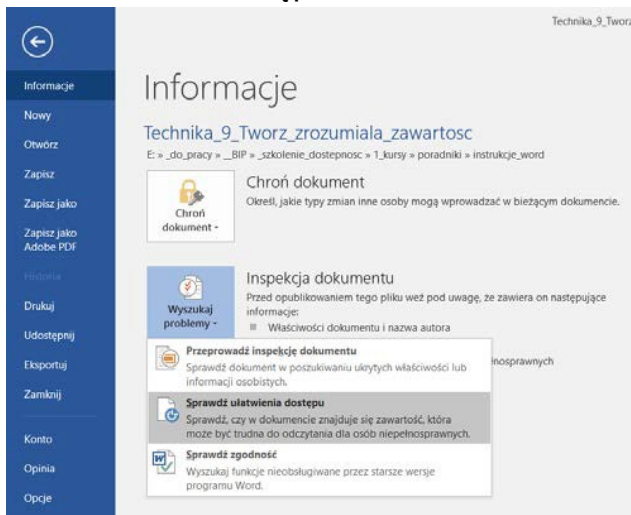 Technika_9_Tworz
Informacje
Informacje
Nowy
Otwórz
Zapisz
Zapisz jako
Zapisz jako
Adobe PDF
Historia
Drukuj
Udostępnij
Eksportuj
Zamknij
Konto
Opinia
Opcje
Technika_9_Tworz_zrozumiala_zawartosc
E: » _do_pracy » __BIP » _szkolenie_dostepnosc » 1_kursy » poradniki » instrukcje_word
Chroń
dokument
Chroń dokument
Określ, jakie typy zmian inne osoby mogą wprowadzać w bieżącym dokumencie.
Wyszukaj
problemy
Inspekcja dokumentu
Przed opublikowaniem tego pliku weź pod uwagę, że zawiera on następujące
informacje:
Właściwości dokumentu i nazwa autora
Przeprowadź inspekcję dokumentu
Sprawdź dokument w poszukiwaniu ukrytych właściwości lub
informacji osobistych.
Sprawdź ułatwienia dostępu
Sprawdź, czy w dokumencie znajduje się zawartość, która
może być trudna do odczytania dla osób niepełnosprawnych.
Sprawdź zgodność
Wyszukaj funkcje nieobsługiwane przez starsze wersje
programu Word.